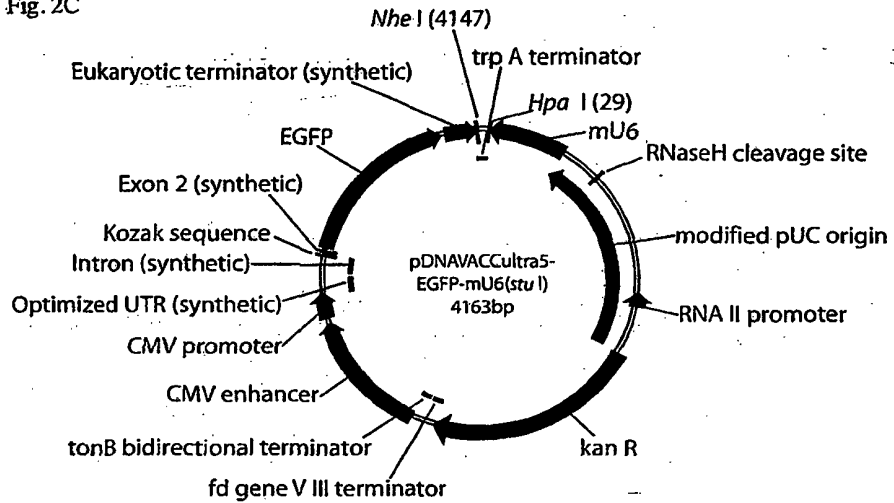 Fig. 2C
Nhe I (4147)
trp A terminator
Eukaryotic terminator (synthetic)
Hpa I (29)
mU6
EGFP
RNaseH cleavage site
Exon 2 (synthetic)
Kozak sequence
modified pUC origin
Intron (synthetic)
pDNAVACCultra5-
EGFP-mU6(stu I)
4163bp
Optimized UTR (synthetic)
RNA II promoter
CMV promoter
CMV enhancer
tonB bidirectional terminator
kan R
fd gene V III terminator